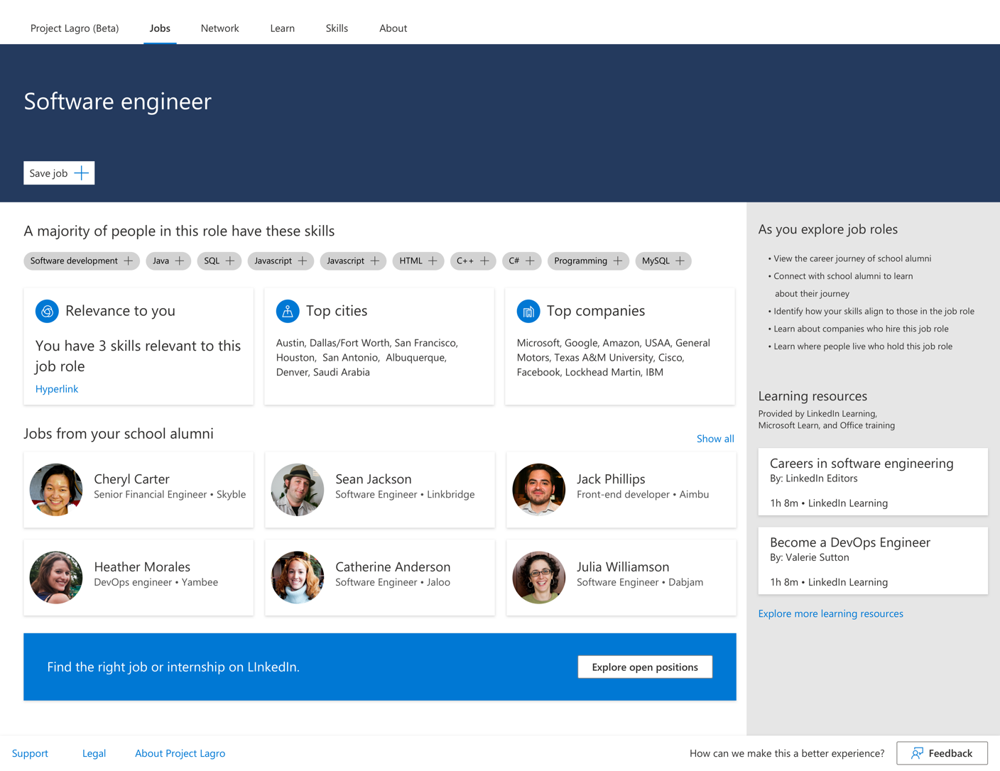 Project Lagro (Beta)
Jobs
Network
Learn
Skills
About
Software engineer
Save job
A majority of people in this role have these skills
Software development
Java
SQL
Javascript
Javascript
HTML
C++
C#
Programming
MySQL
Relevance to you
You have 3 skills relevant to this
job role
Hyperlink
Top cities
Austin, Dallas/Fort Worth, San Francisco,
Houston, San Antonio, Albuquerque,
Denver, Saudi Arabia
Top companies
Microsoft, Google, Amazon, USAA, General
Motors, Texas A&M University, Cisco,
Facebook, Lockhead Martin, IBM
Jobs from your school alumni
Show all
Cheryl Carter
Senior Financial Engineer • Skyble
Sean Jackson
Software Engineer • Linkbridge
Jack Phillips
Front-end developer • Aimbu
Heather Morales
DevOps engineer • Yambee
Catherine Anderson
Software Engineer • Jaloo
Julia Williamson
Software Engineer • Dabjam
Find the right job or internship on LInkedIn.
Explore open positions
As you explore job roles
• View the career journey of school alumni
• Connect with school alumni to learn
about their journey
• Identify how your skills align to those in the job role
• Learn about companies who hire this job role
• Learn where people live who hold this job role
Learning resources
Provided by LinkedIn Learning,
Microsoft Learn, and Office training
Careers in software engineering
By: LinkedIn Editors
1h 8m • LinkedIn Learning
Become a DevOps Engineer
By: Valerie Sutton
1h 8m • LinkedIn Learning
Explore more learning resources
Support
Legal
About Project Lagro
How can we make this a better experience?
Feedback